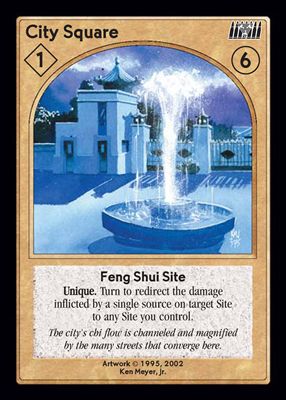 City Square
1
6
Feng Shui Site
Unique. Turn to redirect the damage
inflicted by a single source on target Site
to any Site you control.
The city's chi flow is channeled and magnified
by the many streets that converge here.
Artwork © 1995, 2002
Ken Meyer, Jr.